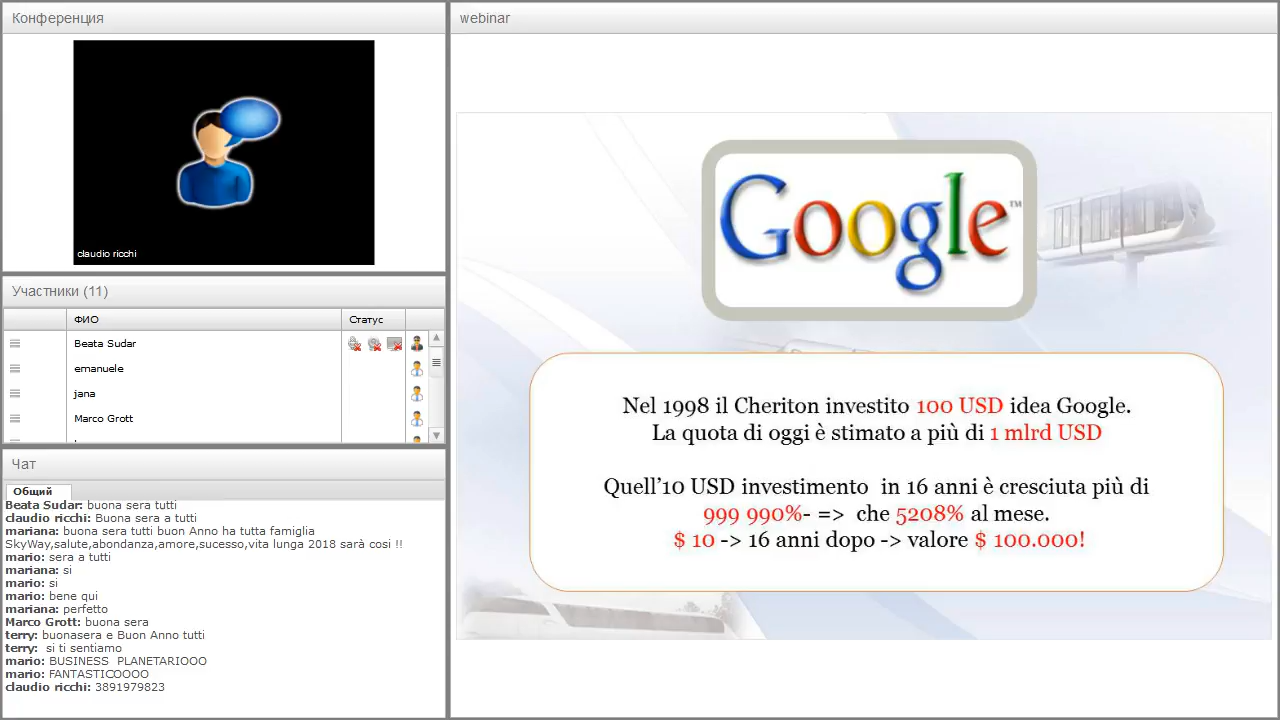 Конференция
claudio ricchi
Участники (11)
ФИО Статус
Beata Sudar
emanuele
jana
Marco Grott
Чат
Общий
Beata Sudar: buona sera tutti
claudio ricchi: Buona sera a tutti
mariana: buona sera tutti buon Anno ha tutta famiglia
SkyWay,salute,abondanza,amore,sucesso,vita lunga 2018 sarà cosi !!
mario: sera a tutti
mariana: si
mario: si
mario: bene qui
mariana: perfetto
Marco Grott: buona sera
terry: buonasera e Buon Anno tutti
terry: si ti sentiamo
mario: BUSINESS PLANETARIOOO
mario: FANTASTICOOOO
claudio ricchi: 3891979823
webinar
Google™
Nel 1998 il Cheriton investito 100 USD idea Google.
La quota di oggi è stimato a più di 1 mlrd USD
Quell'10 USD investimento in 16 anni è cresciuta più di
999 990%- => che 5208% al mese.
$ 10 -> 16 anni dopo -> valore $ 100.000!